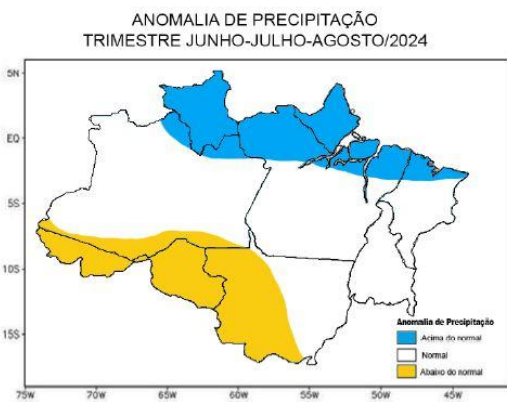 ANOMALIA DE PRECIPITAÇÃO
TRIMESTRE JUNHO-JULHO-AGOSTO/2024
5N
EQ
5S
10S
15S
75W 70W 65W 60W 55W 50W 45W
Anomalia de Precipitação
Acima do normal
Normal
Abaixo do normal